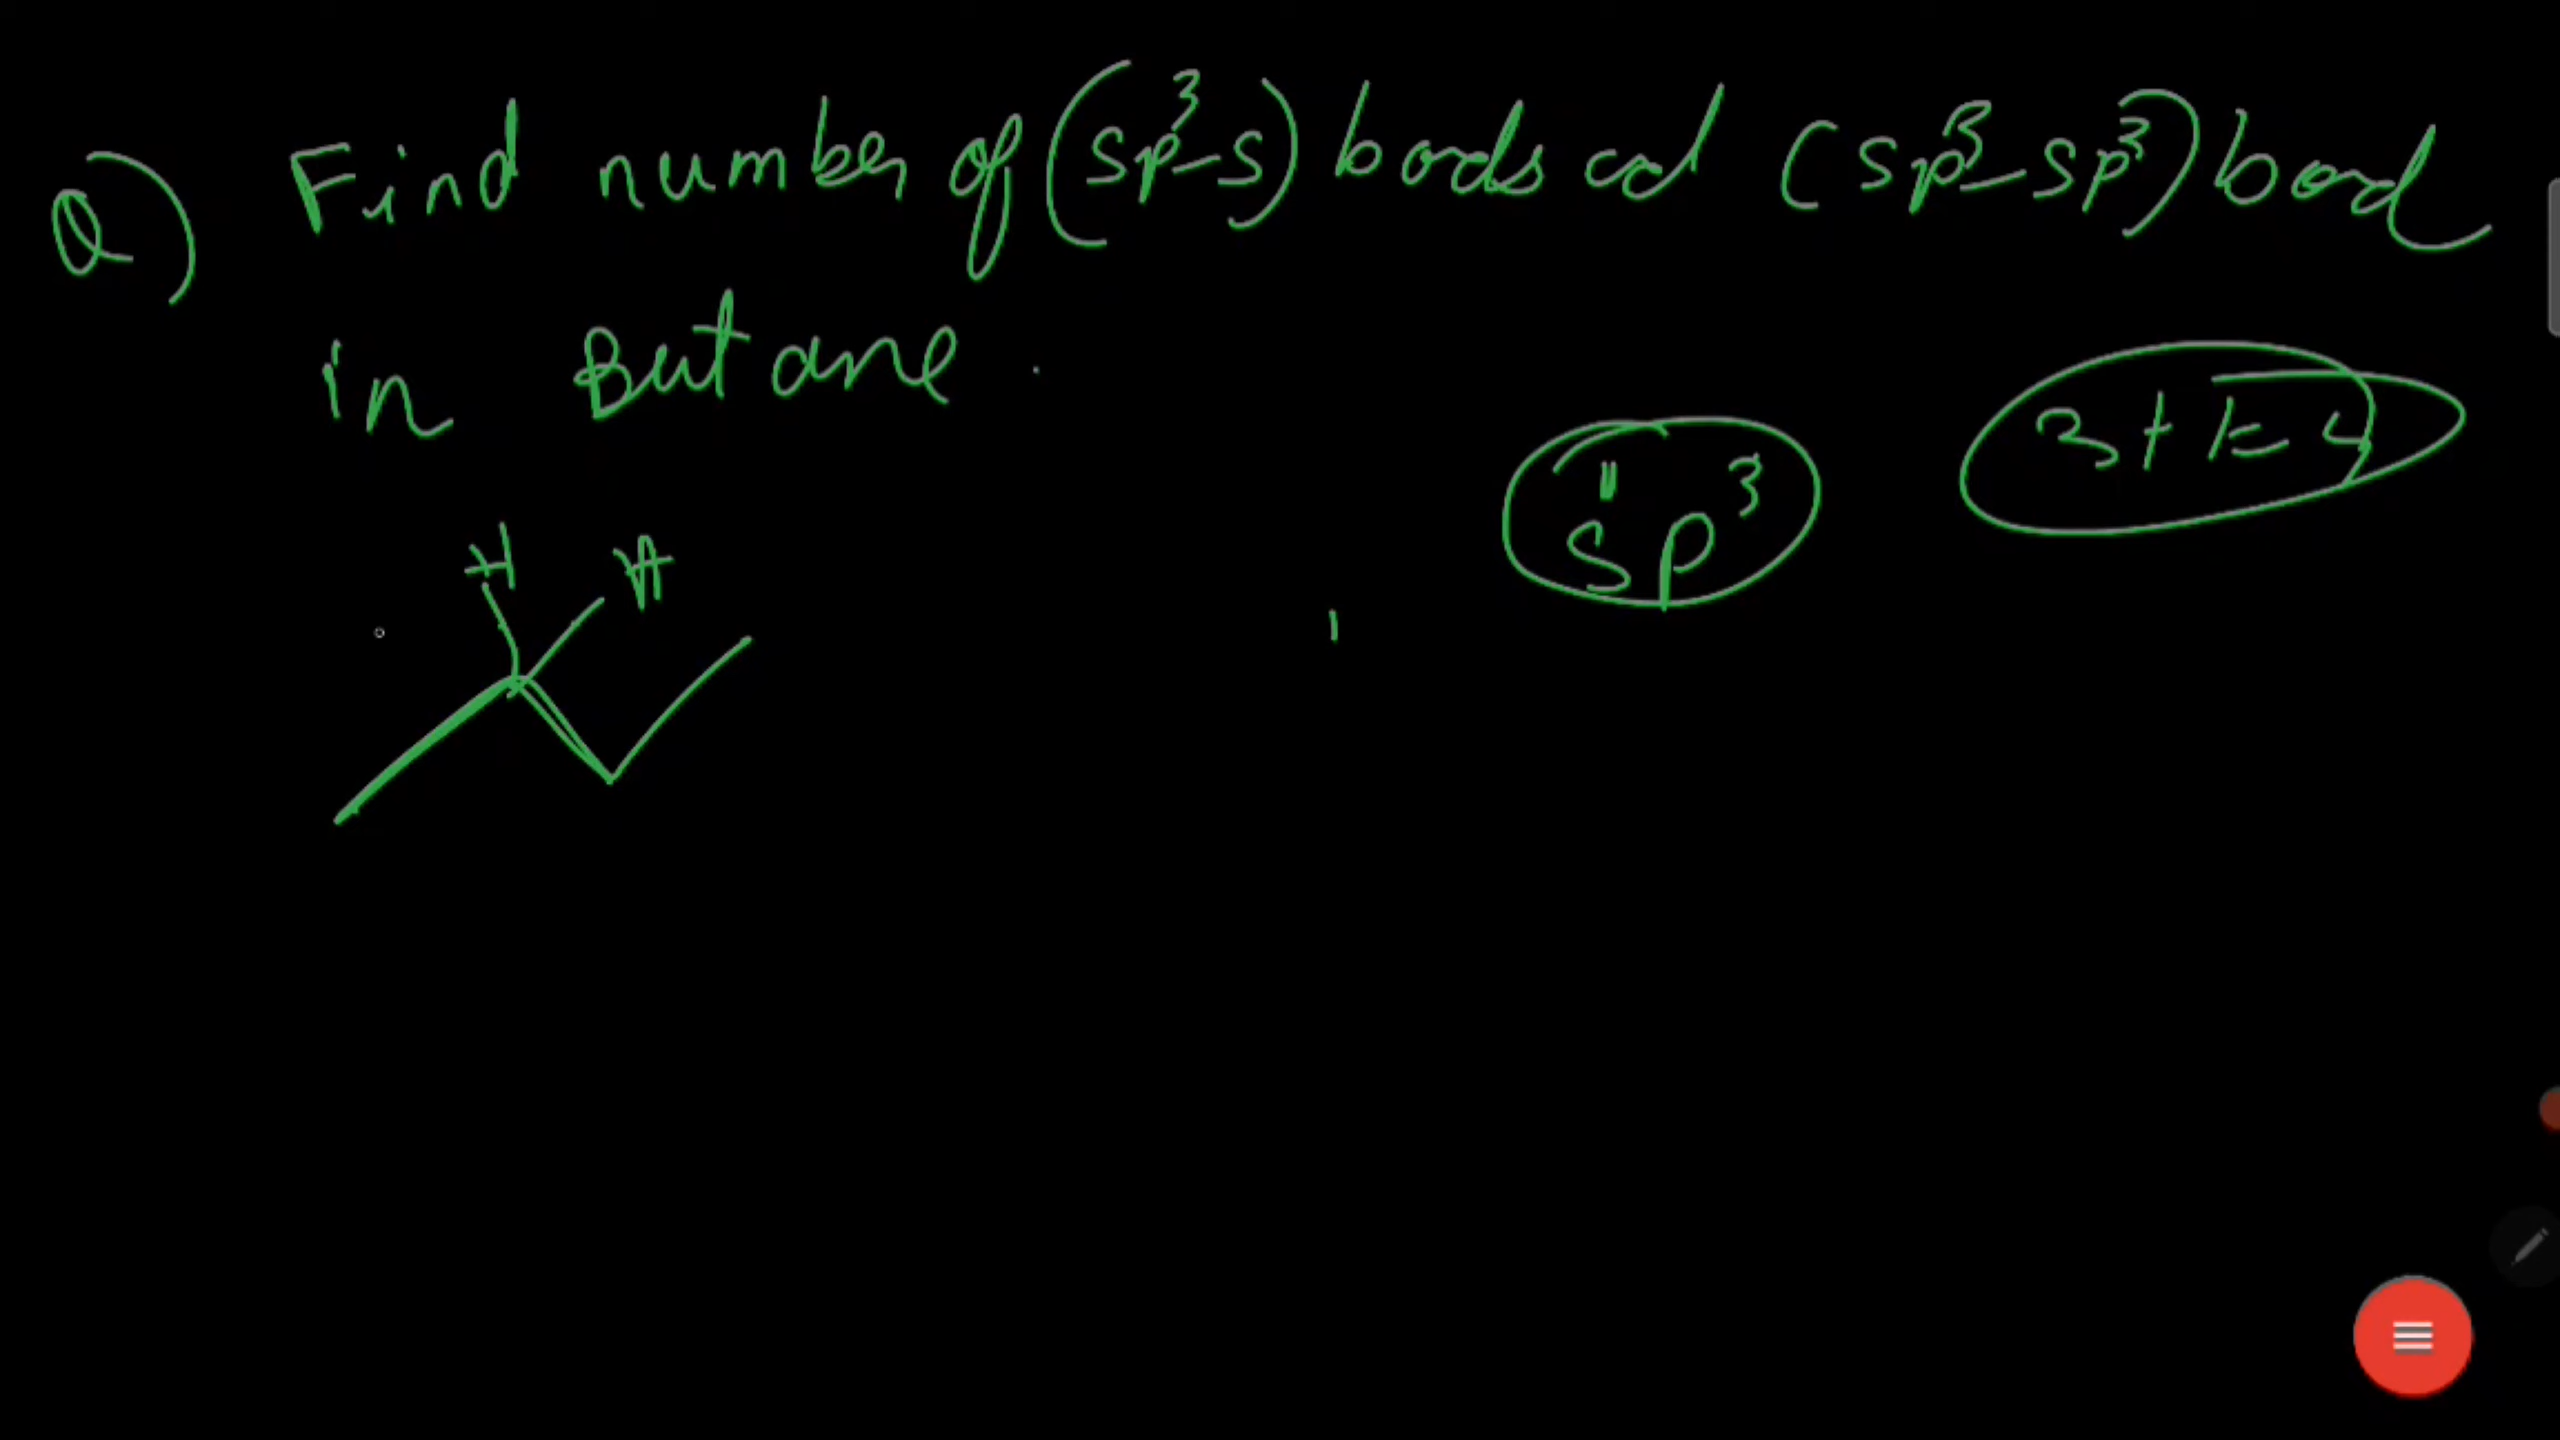 Q) Find number of (sp³-s) bonds and (sp³-sp³) bond
in Butane.
3+1=4
sp³
H H